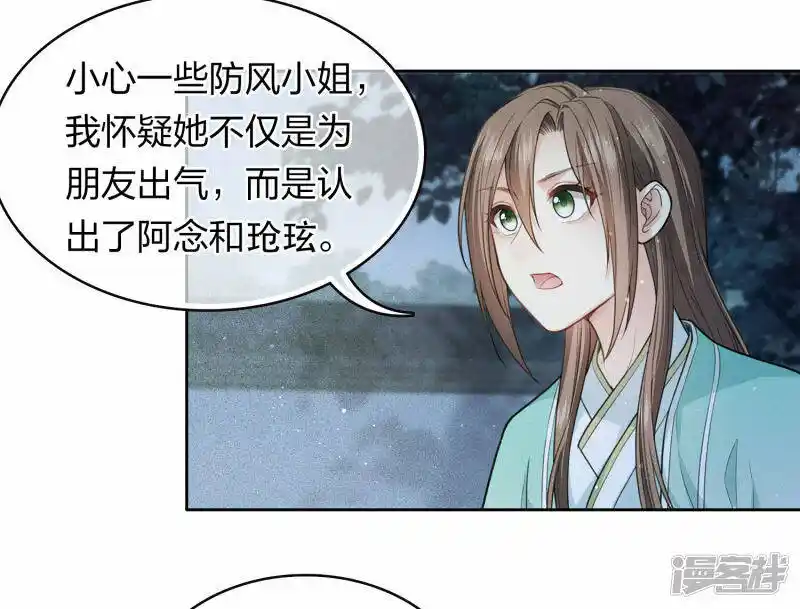 小心一些防风小姐，
我怀疑她不仅是为
朋友出气，而是认
出了阿念和玱玹。
漫客栈